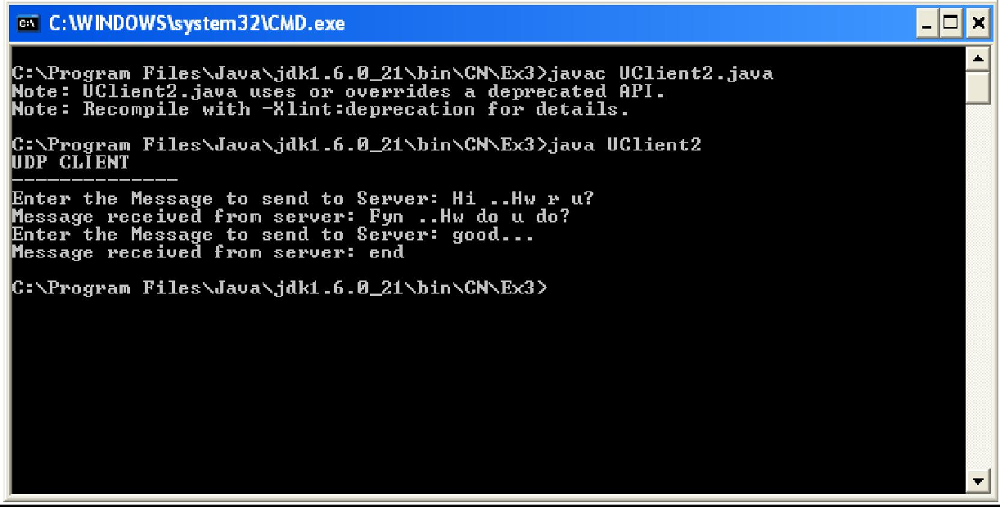 C:\WINDOWS\system32\CMD.exe
C:\Program Files\Java\jdk1.6.0_21\bin\CN\Ex3>javac UClient2.java
Note: UClient2.java uses or overrides a deprecated API.
Note: Recompile with -Xlint:deprecation for details.
C:\Program Files\Java\jdk1.6.0_21\bin\CN\Ex3>java UClient2
UDP CLIENT
--------------
Enter the Message to send to Server: Hi ..Hw r u?
Message received from server: Fyn ..Hw do u do?
Enter the Message to send to Server: good...
Message received from server: end
C:\Program Files\Java\jdk1.6.0_21\bin\CN\Ex3>